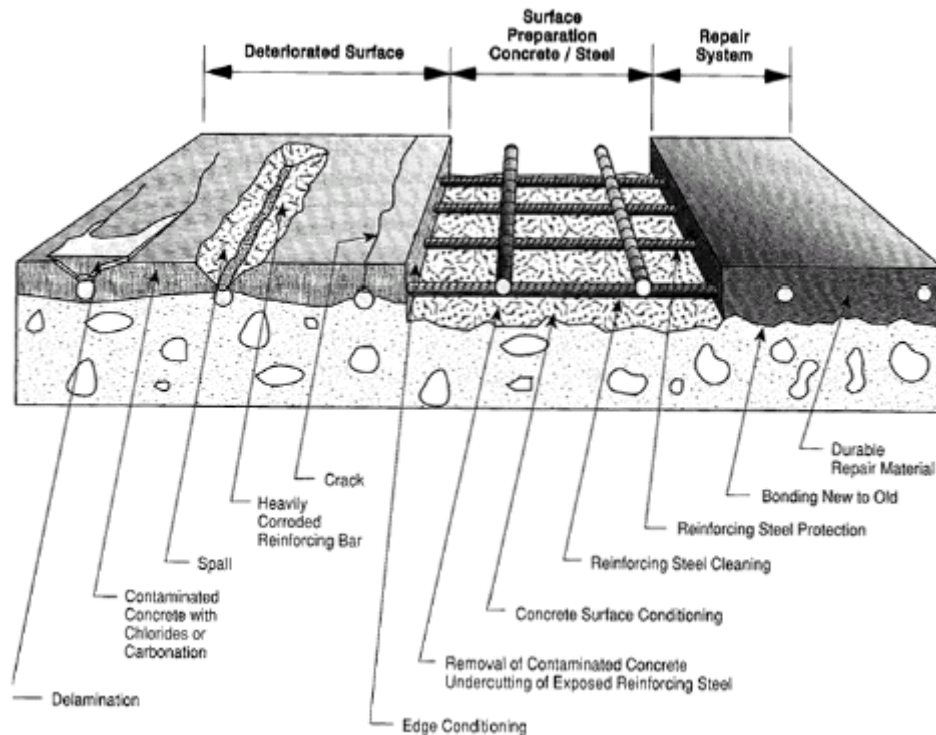 Deteriorated Surface
Surface
Preparation
Concrete / Steel
Repair
System
Crack
Heavily
Corroded
Reinforcing Bar
Spall
Contaminated
Concrete with
Chlorides or
Carbonation
Delamination
Durable
Repair Material
Bonding New to Old
Reinforcing Steel Protection
Reinforcing Steel Cleaning
Concrete Surface Conditioning
Removal of Contaminated Concrete
Undercutting of Exposed Reinforcing Steel
Edge Conditioning